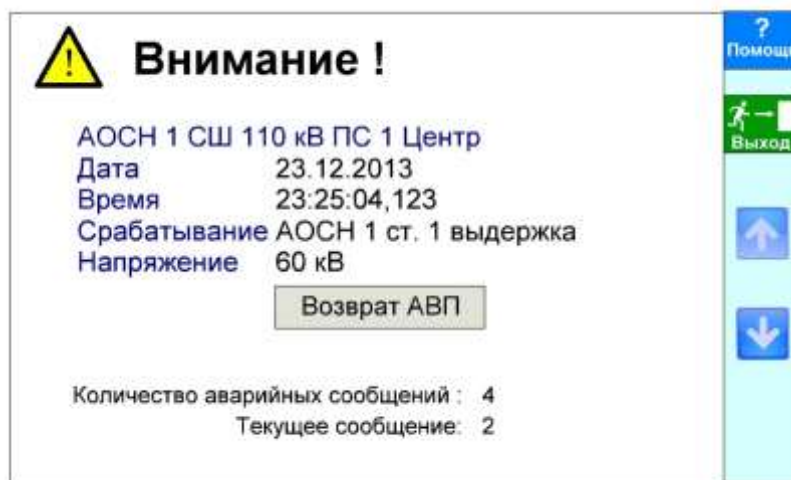 Внимание !
АОСН 1 СШ 110 кВ ПС 1 Центр
Дата 23.12.2013
Время 23:25:04,123
Срабатывание АОСН 1 ст. 1 выдержка
Напряжение 60 кВ
Возврат АВП
Количество аварийных сообщений : 4
Текущее сообщение: 2
?
Помощь
Выход